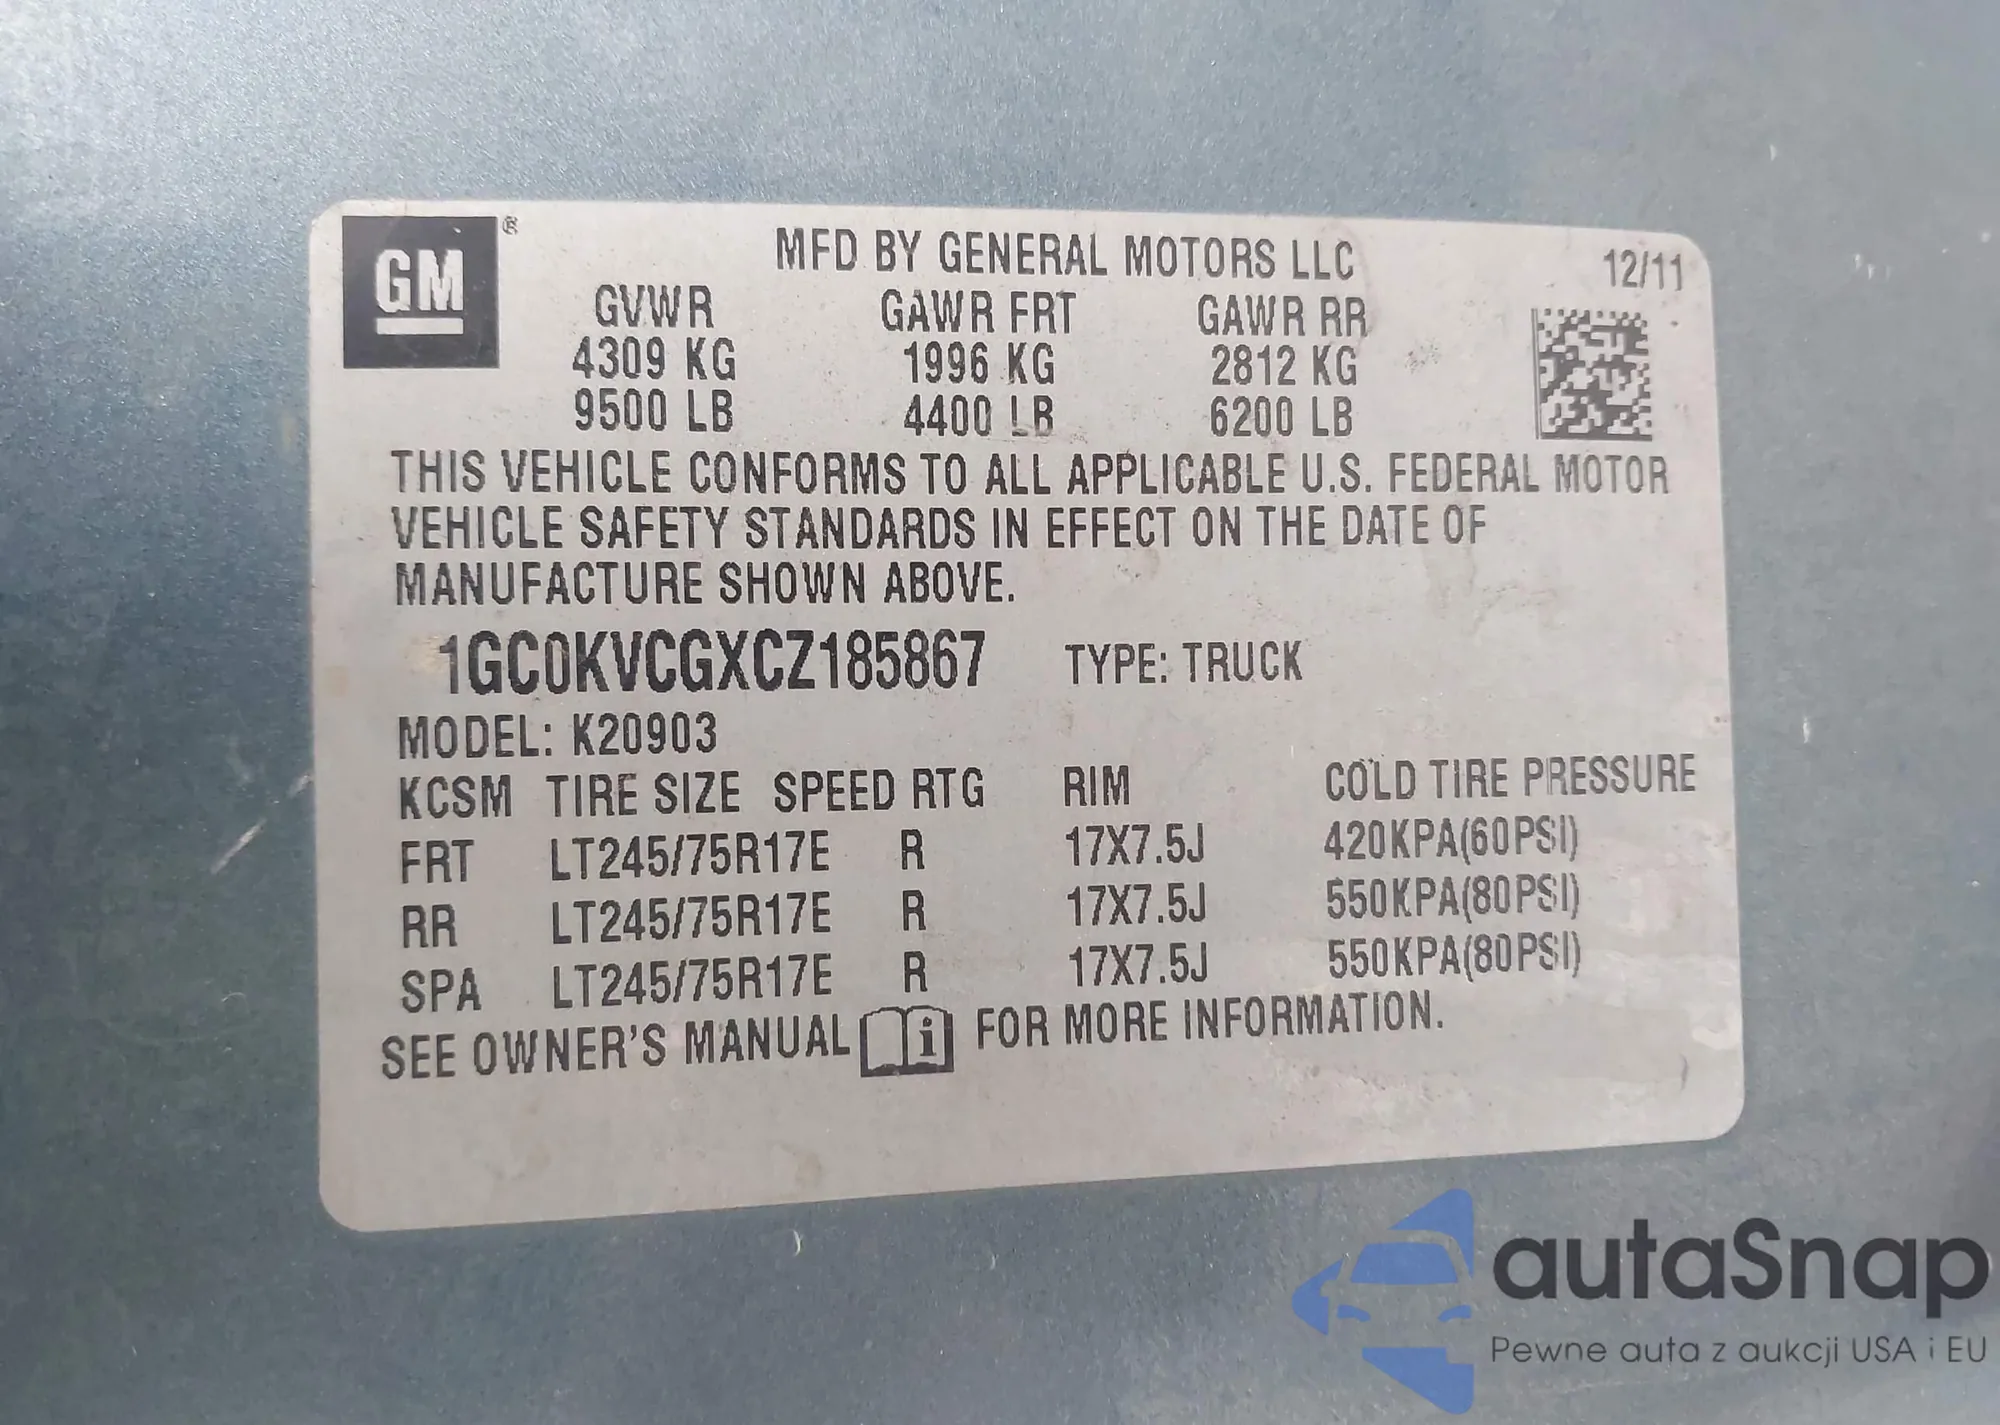 GM®
MFD BY GENERAL MOTORS LLC 12/11
GVWR GAWR FRT GAWR RR
4309 KG 1996 KG 2812 KG
9500 LB 4400 LB 6200 LB
THIS VEHICLE CONFORMS TO ALL APPLICABLE U.S. FEDERAL MOTOR
VEHICLE SAFETY STANDARDS IN EFFECT ON THE DATE OF
MANUFACTURE SHOWN ABOVE.
1GC0KVCGXCZ185867 TYPE: TRUCK
MODEL: K20903
KCSM TIRE SIZE SPEED RTG RIM COLD TIRE PRESSURE
FRT LT245/75R17E R 17X7.5J 420KPA(60PSI)
RR LT245/75R17E R 17X7.5J 550KPA(80PSI)
SPA LT245/75R17E R 17X7.5J 550KPA(80PSI)
SEE OWNER'S MANUAL i FOR MORE INFORMATION.
autaSnap
Pewne auta z aukcji USA i EU